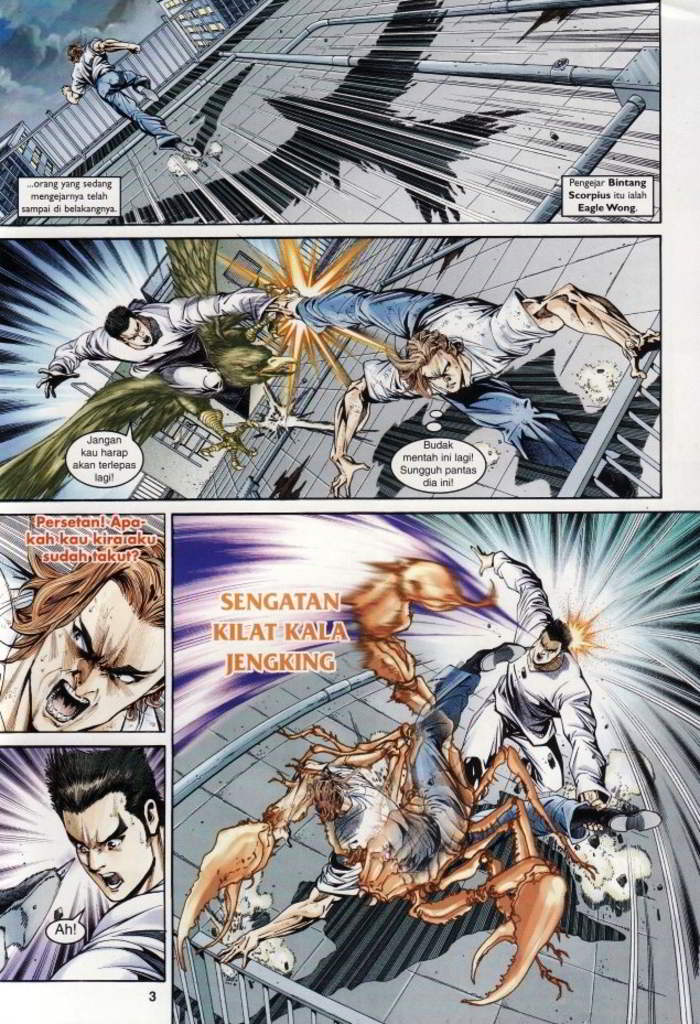 ...orang yang sedang
mengejarnya telah
sampai di belakangnya.
Pengejar Bintang
Scorpius itu ialah
Eagle Wong.
Jangan
kau harap
akan terlepas
lagi!
Budak
mentah ini lagi!
Sungguh pantas
dia ini!
Persetan! Apa-
kah kau kira aku
sudah takut?
SENGATAN
KILAT KALA
JENGKING
Ah!
3